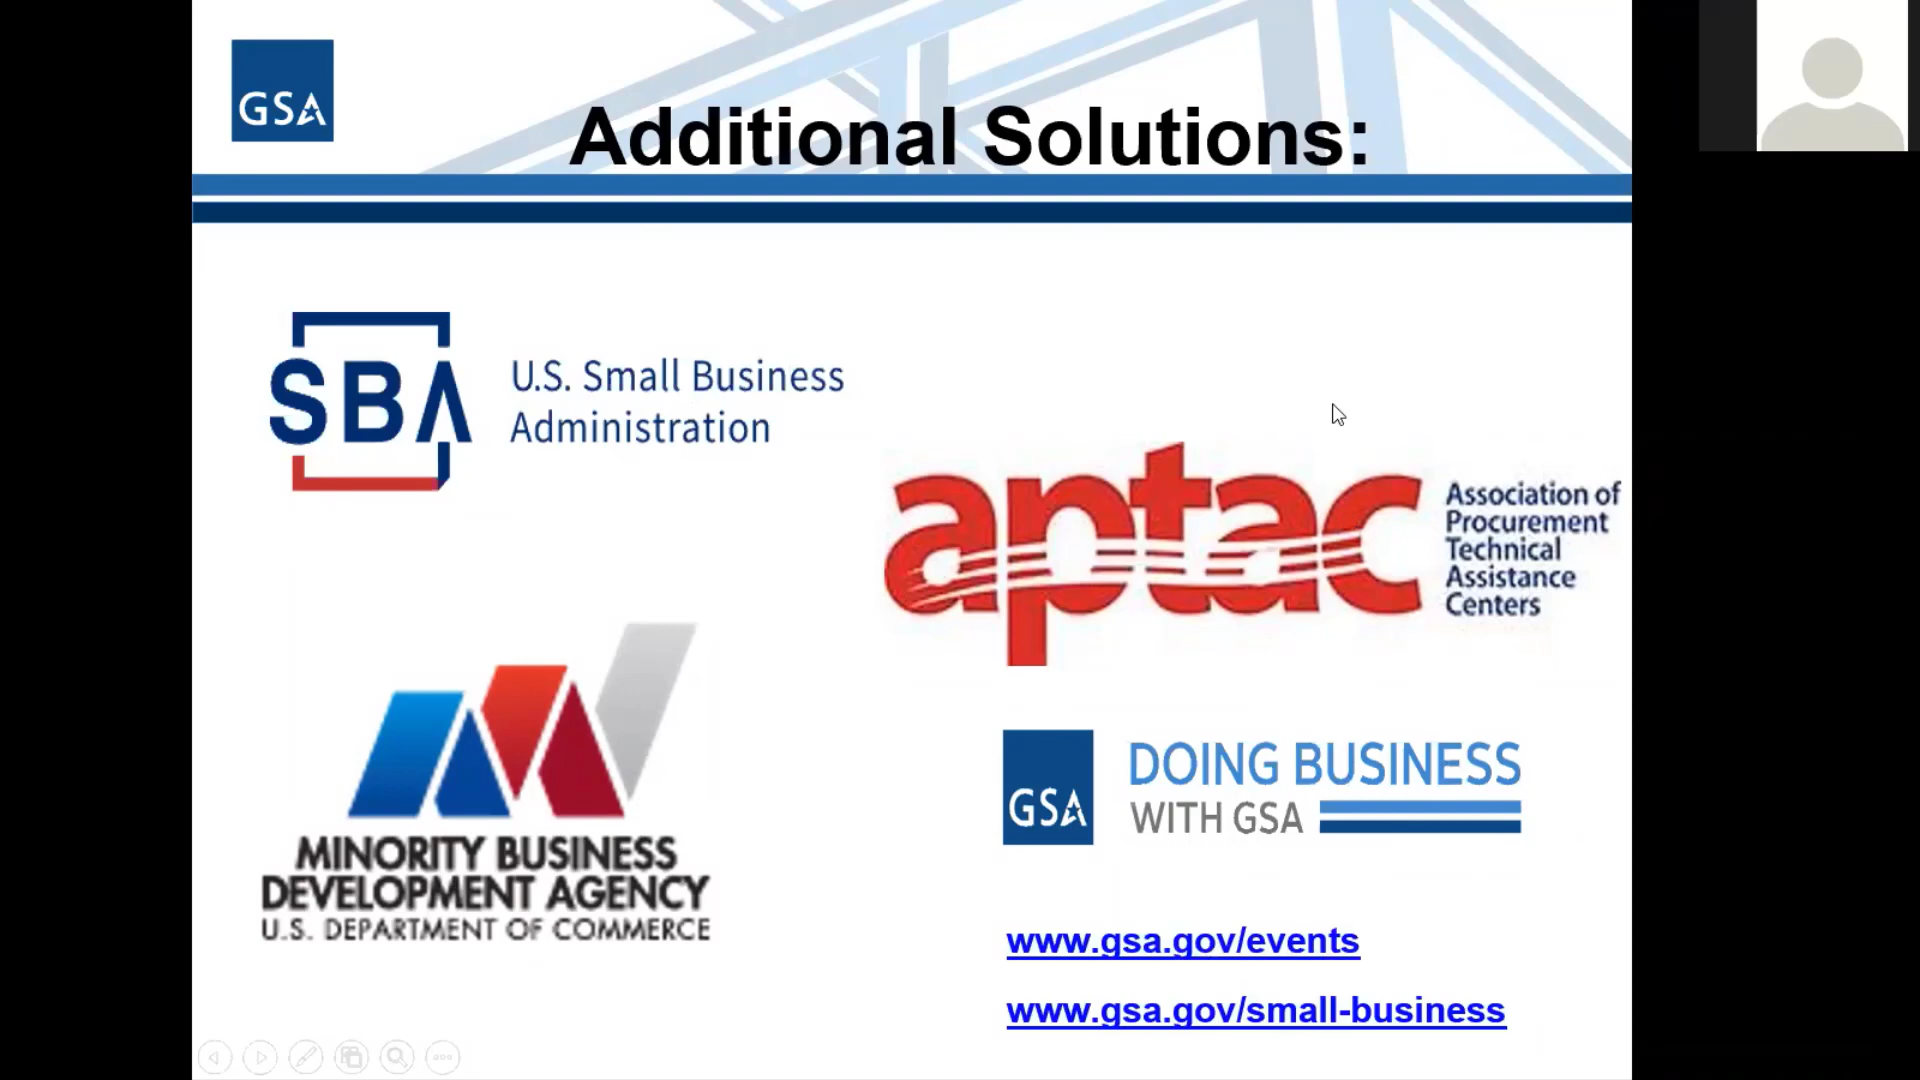 GSA
Additional Solutions:
SBA
U.S. Small Business
Administration
aptac
Association of
Procurement
Technical
Assistance
Centers
MINORITY BUSINESS
DEVELOPMENT AGENCY
U.S. DEPARTMENT OF COMMERCE
GSA
DOING BUSINESS
WITH GSA
www.gsa.gov/events
www.gsa.gov/small-business